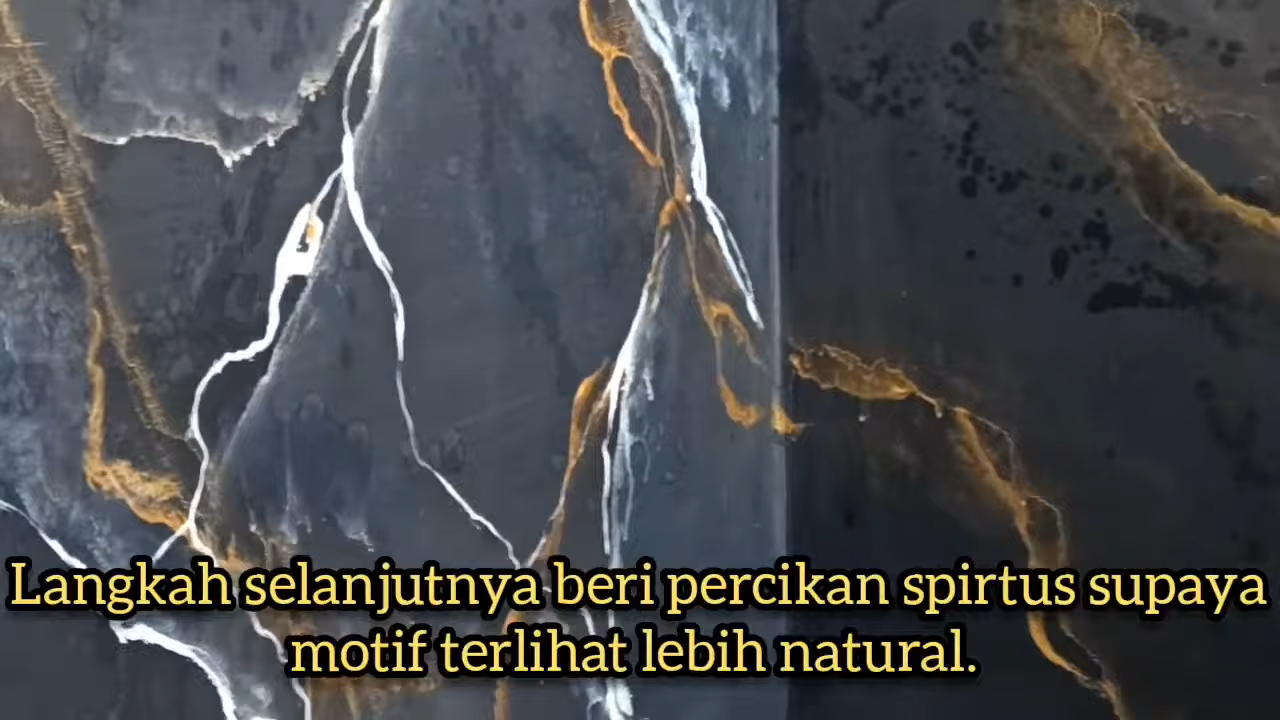 Langkah selanjutnya beri percikan spirtus supaya
motif terlihat lebih natural.